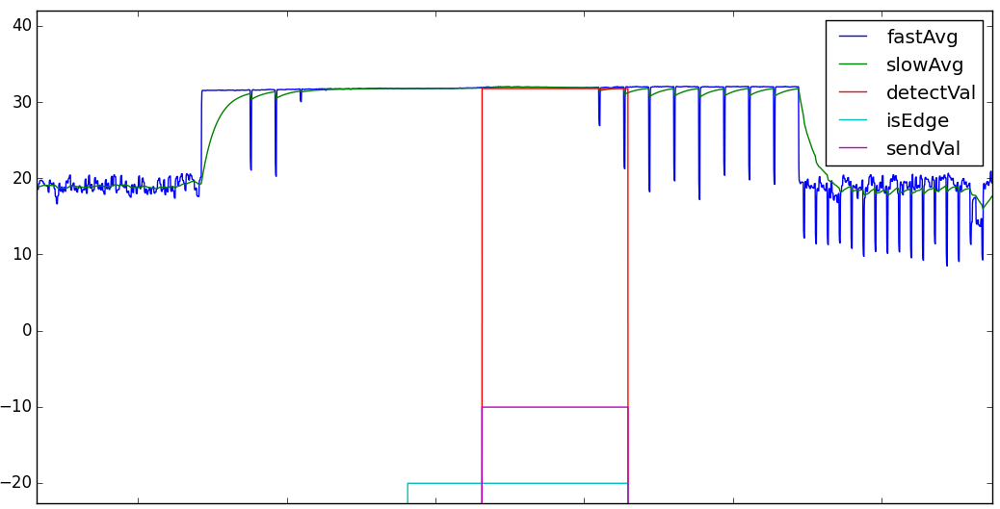 40
30
20
10
0
−10
−20
fastAvg
slowAvg
detectVal
isEdge
sendVal